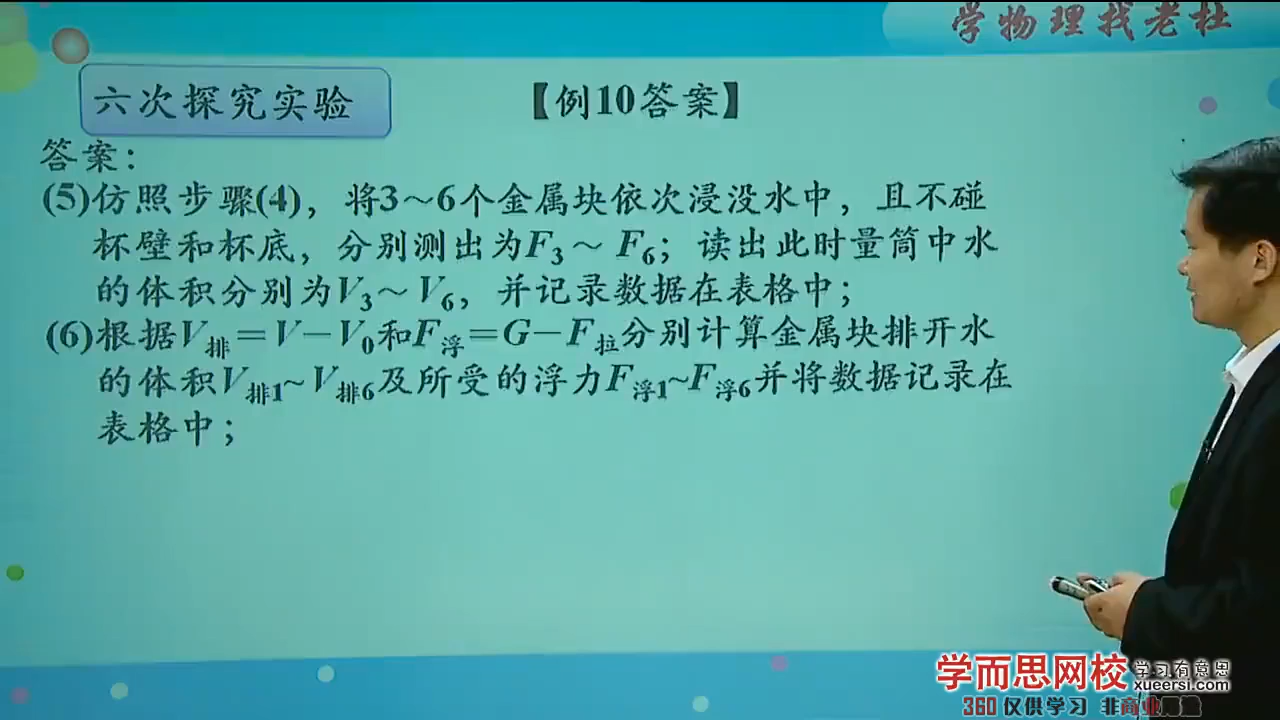 学物理找老杜
六次探究实验
【例10答案】
答案：
(5)仿照步骤(4)，将3～6个金属块依次浸没水中，且不碰
杯壁和杯底，分别测出为F3～F6；读出此时量筒中水
的体积分别为V3～V6，并记录数据在表格中；
(6)根据V排=V-V0和F浮=G-F拉分别计算金属块排开水
的体积V排1~V排6及所受的浮力F浮1~F浮6并将数据记录在
表格中；
学而思网校
学习有意思
xueersi.com
360 仅供学习 非商业